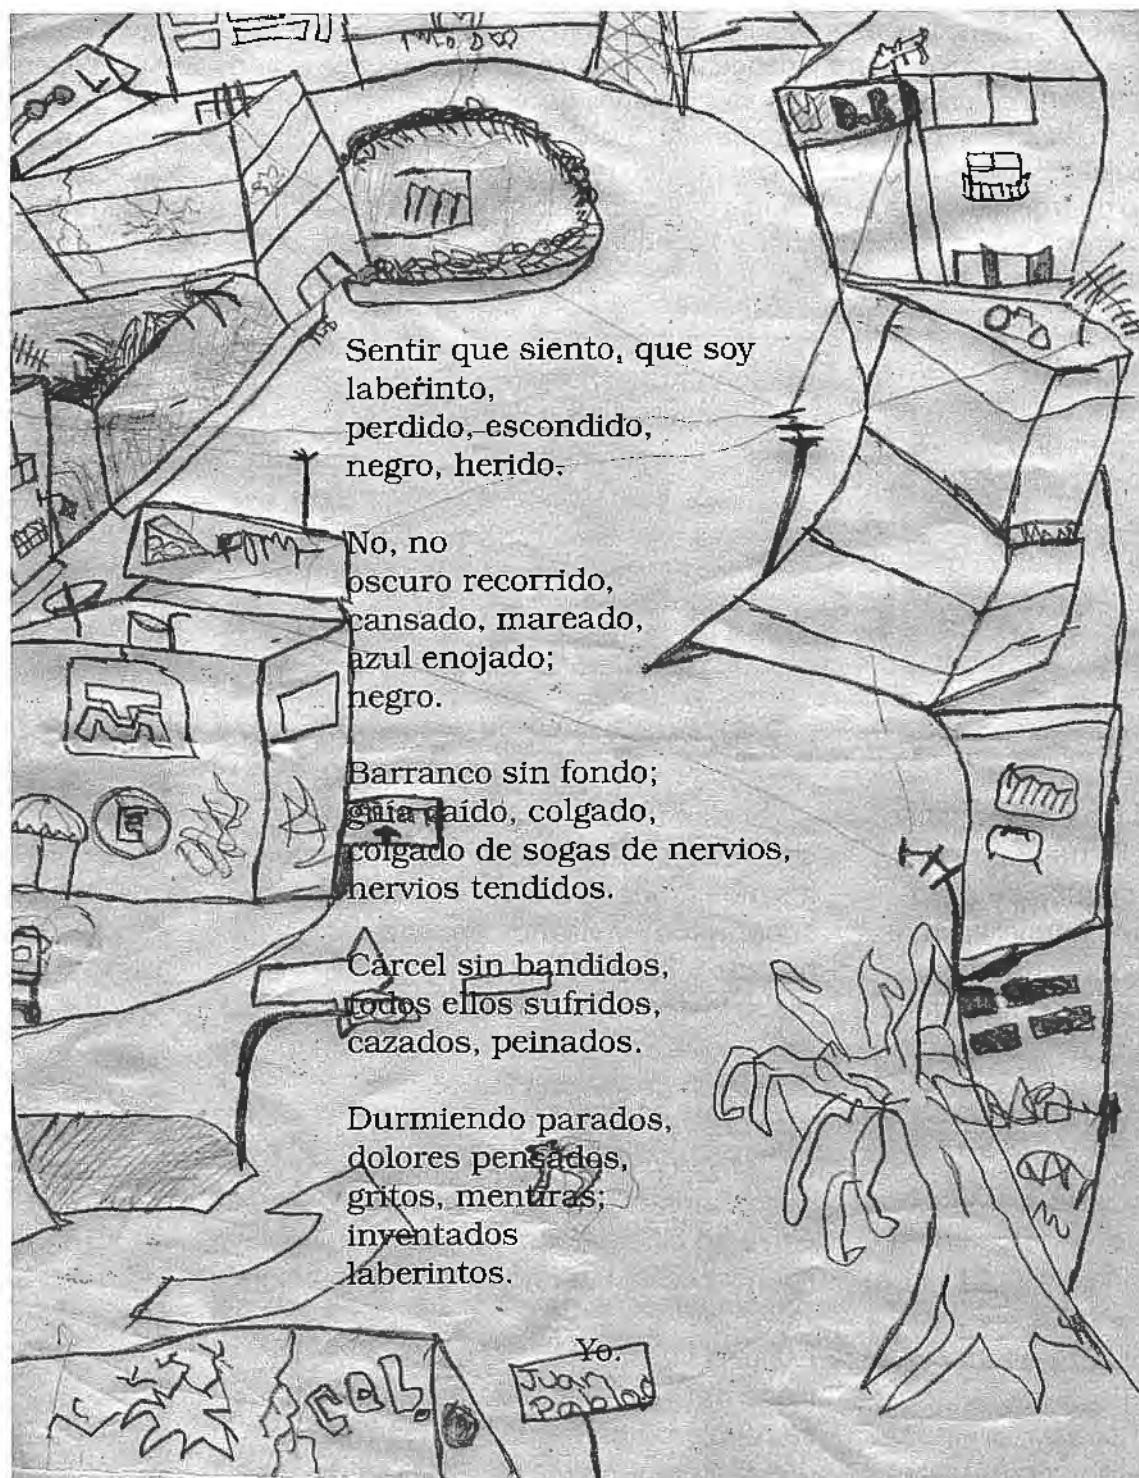 L
D.R
Sentir que siento, que soy
laberinto,
perdido, escondido,
negro, herido.
No, no
oscuro recorrido,
cansado, mareado,
azul enojado;
negro.
Barranco sin fondo;
guía caído, colgado,
colgado de sogas de nervios,
nervios tendidos.
E
Cárcel sin bandidos,
todos ellos sufridos,
cazados, peinados.
Durmiendo parados,
dolores pensados,
gritos, mentiras;
inventados
laberintos.
Yo.
Juan
Pablo